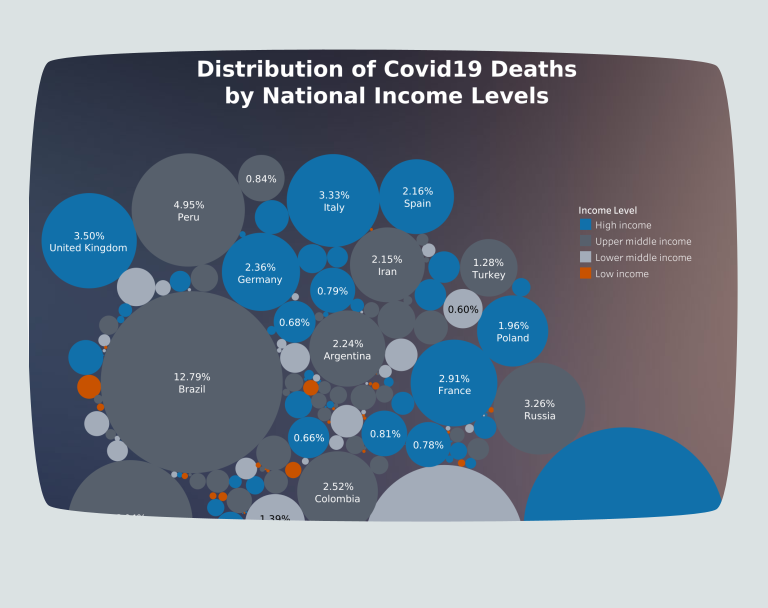 Distribution of Covid19 Deaths
by National Income Levels
0.84%
4.95%
Peru
3.33%
Italy
2.16%
Spain
3.50%
United Kingdom
Income Level
High income
Upper middle income
Lower middle income
Low income
2.36%
Germany
2.15%
Iran
1.28%
Turkey
0.79%
0.60%
0.68%
1.96%
Poland
2.24%
Argentina
12.79%
Brazil
2.91%
France
3.26%
Russia
0.66%
0.81%
0.78%
2.52%
Colombia
1.39%